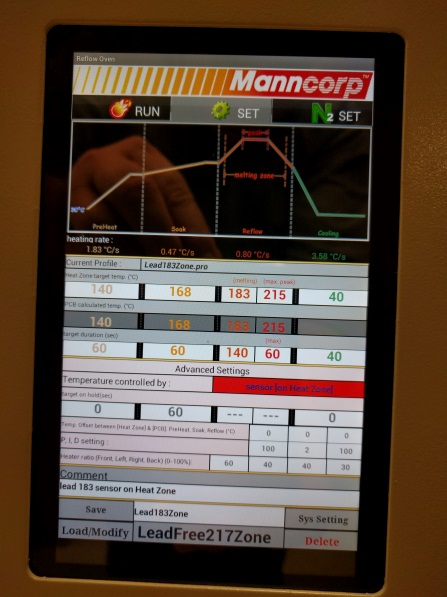 Reflow Oven
Manncorp™
RUN SET N2 SET
peak
melting zone
30°C
PreHeat Soak Reflow Cooling
heating rate :
1.83 °C/s 0.47 °C/s 0.80 °C/s 3.58 °C/s
Current Profile : Lead183Zone.pro
Heat Zone target temp. (°C) (melting) (max. peak)
140 168 183 215 40
PCB calculated temp. (°C)
140 168 183 215
target duration (sec) (max)
60 60 140 60 40
Advanced Settings
Temperature controlled by : sensor [on Heat Zone]
target on hold(sec)
0 60 --- --- 0
Temp. Offset between [Heat Zone] & [PCB]: PreHeat, Soak, Reflow (°C) 0 0 0
P, I, D setting : 100 2 100
Heater ratio (Front, Left, Right, Back) (0-100%): 60 40 40 30
Comment
lead 183 sensor on Heat Zone
Save Lead183Zone Sys Setting
Load/Modify LeadFree217Zone Delete